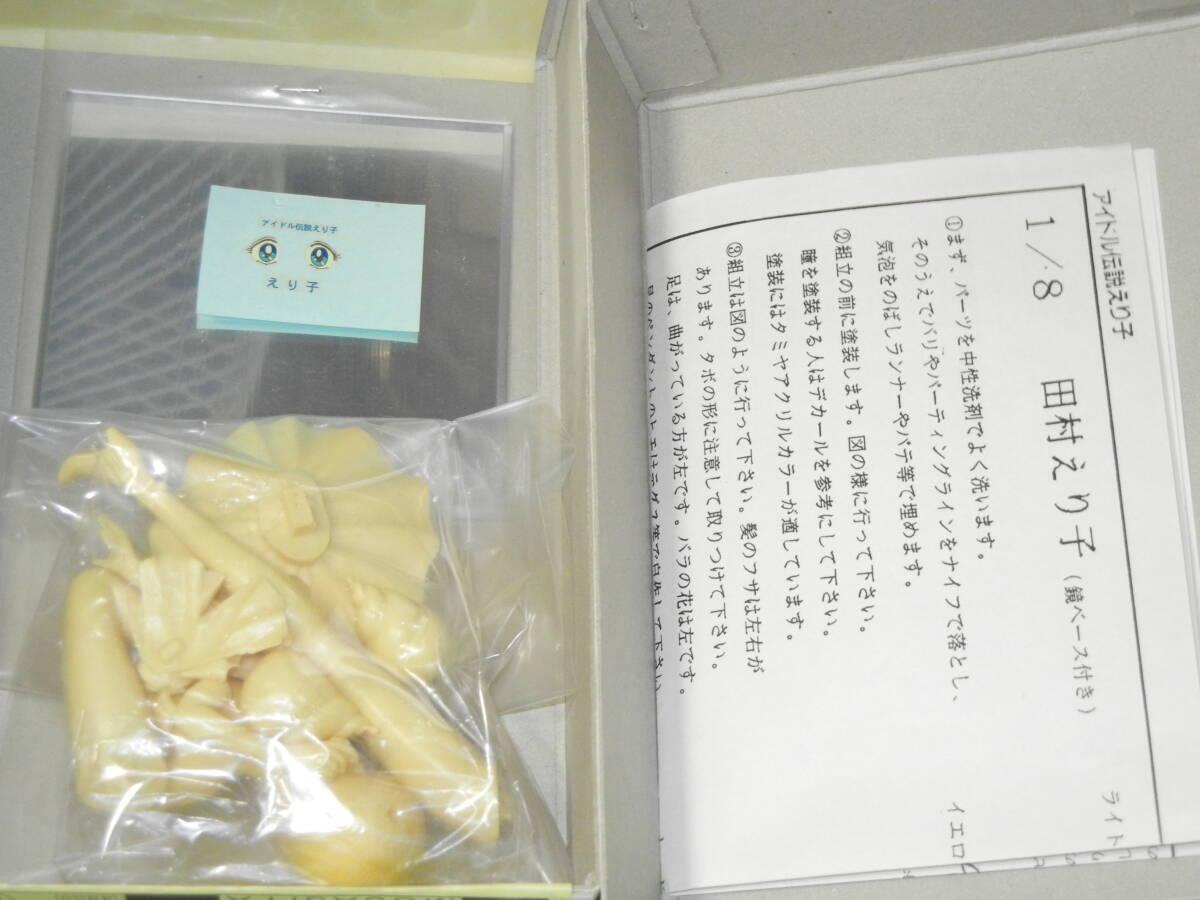 アイドル伝説えり子
えり子
アイドル伝説えり子
1/8 田村えり子(鏡ベース付き)
①まず、パーツを中性洗剤でよく洗います。
そのうえでバリやパーティングラインをナイフで落とし、
気泡をのばしランナーやパテ等で埋めます。
②組立の前に塗装します。図の様に行って下さい。
瞳を塗装する人はデカールを参考にして下さい。
塗装にはタミヤアクリルカラーが適しています。
③組立は図のように行って下さい。髪のフサは左右が
あります。タボの形に注意して取りつけて下さい。
足は、曲がっている方が左です。バラの花は左です。
ライト
イエロ